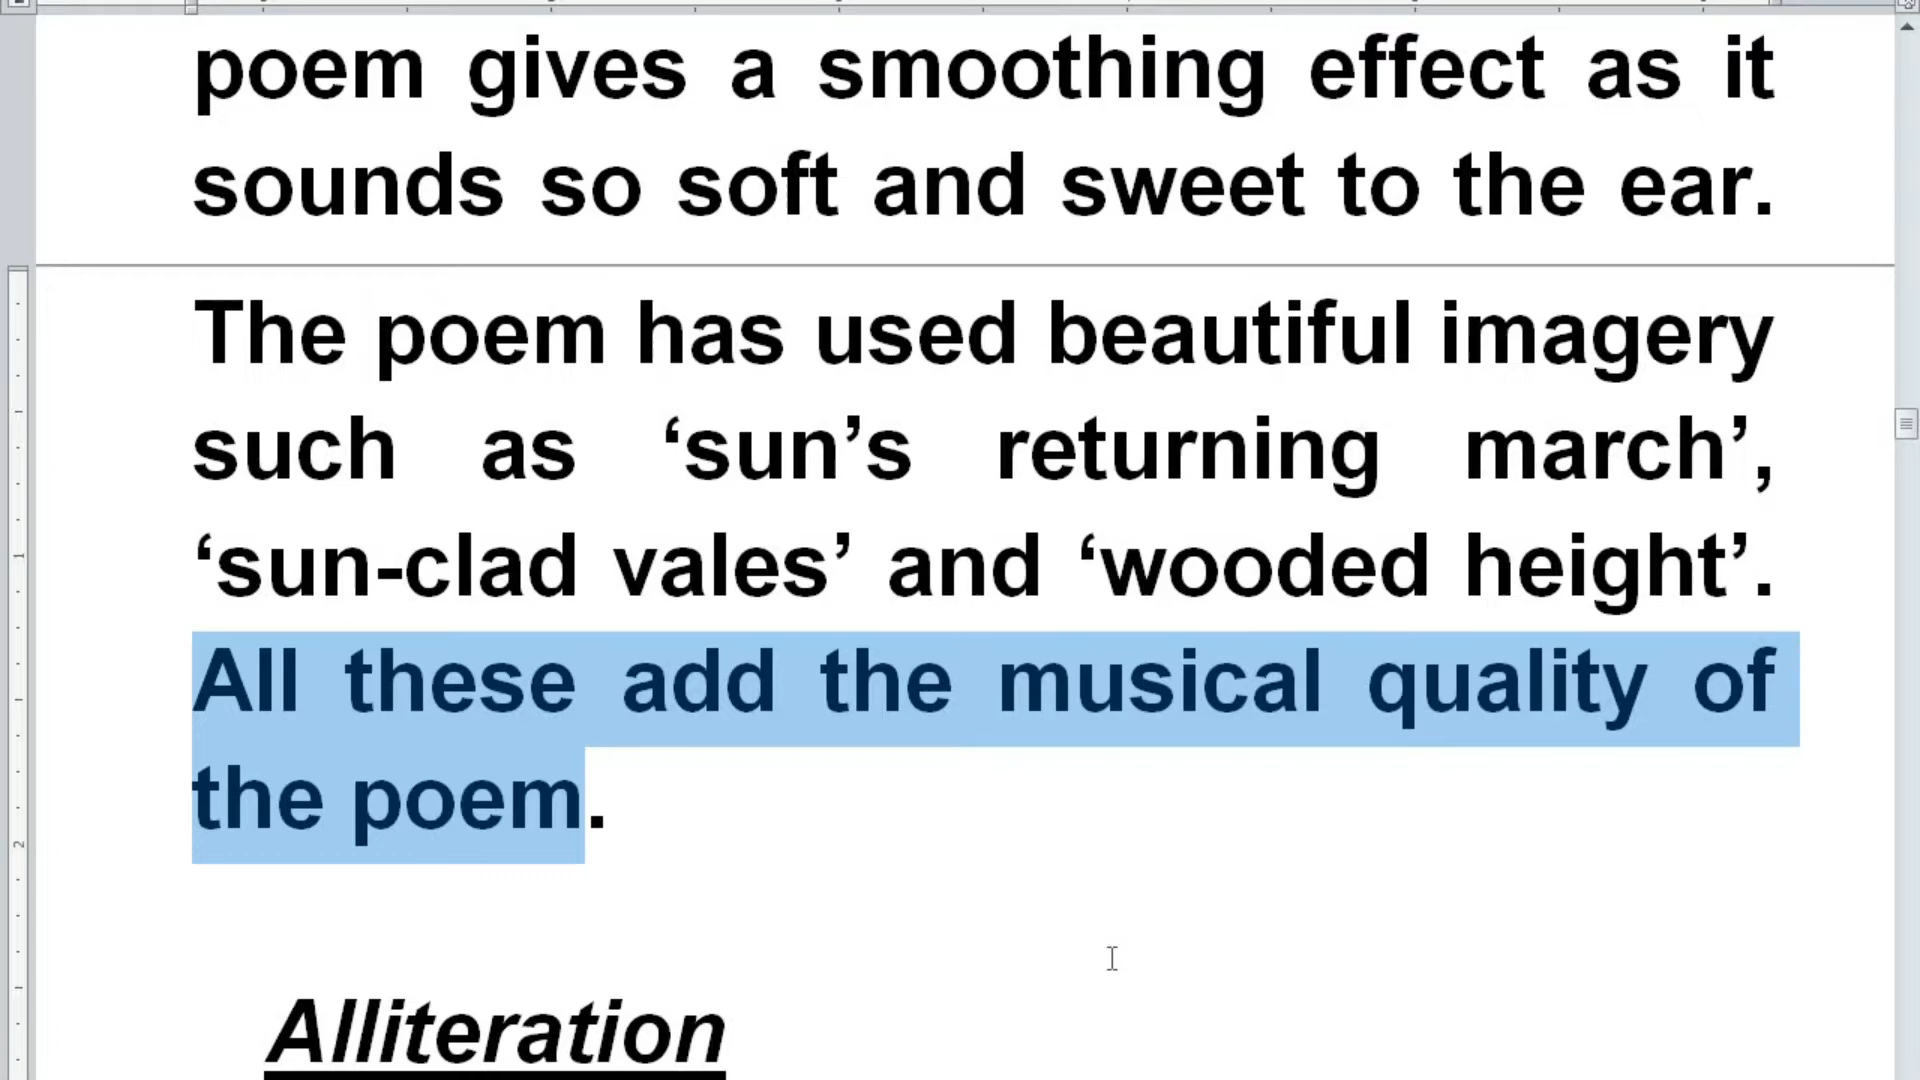 poem gives a smoothing effect as it
sounds so soft and sweet to the ear.
The poem has used beautiful imagery
such as ‘sun’s returning march’,
‘sun-clad vales’ and ‘wooded height’.
All these add the musical quality of
the poem.
Alliteration
1
2